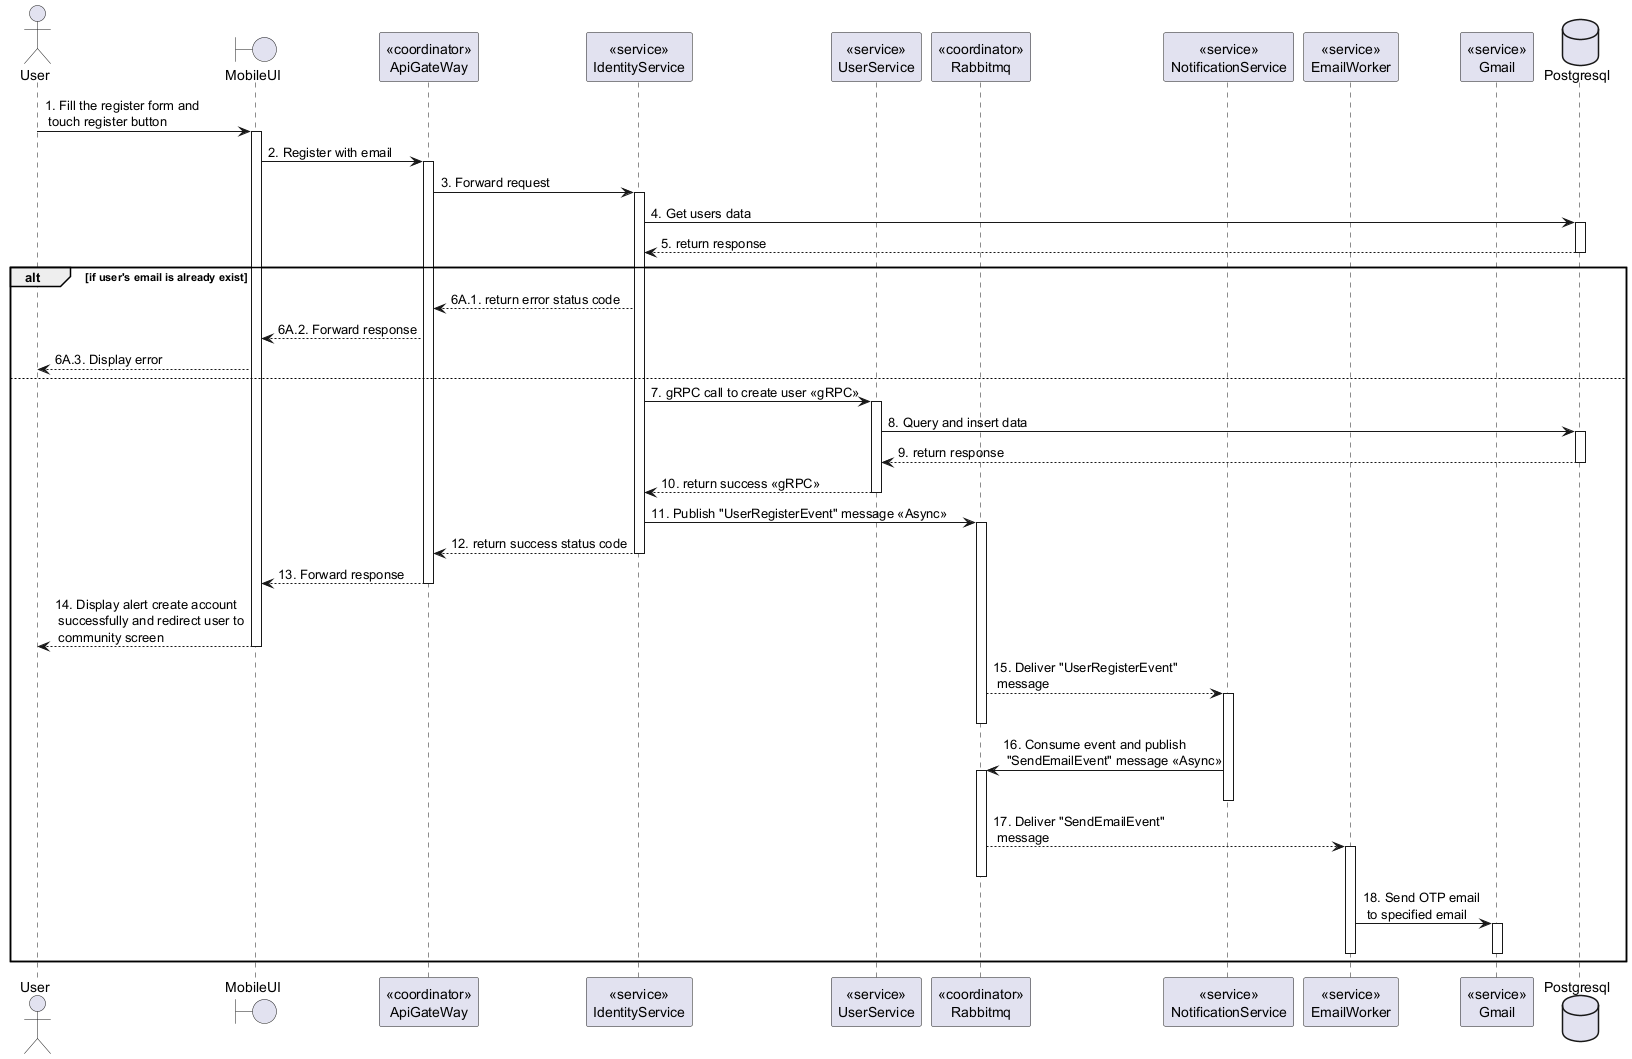 User
MobileUI
«coordinator»
ApiGateWay
«service»
IdentityService
«service»
UserService
«coordinator»
Rabbitmq
«service»
NotificationService
«service»
EmailWorker
«service»
Gmail
Postgresql
1. Fill the register form and
touch register button
2. Register with email
3. Forward request
4. Get users data
5. return response
alt
[if user's email is already exist]
6A.1. return error status code
6A.2. Forward response
6A.3. Display error
7. gRPC call to create user «gRPC»
8. Query and insert data
9. return response
10. return success «gRPC»
11. Publish "UserRegisterEvent" message «Async»
12. return success status code
13. Forward response
14. Display alert create account
successfully and redirect user to
community screen
15. Deliver "UserRegisterEvent"
message
16. Consume event and publish
"SendEmailEvent" message «Async»
17. Deliver "SendEmailEvent"
message
18. Send OTP email
to specified email
User
MobileUI
«coordinator»
ApiGateWay
«service»
IdentityService
«service»
UserService
«coordinator»
Rabbitmq
«service»
NotificationService
«service»
EmailWorker
«service»
Gmail
Postgresql